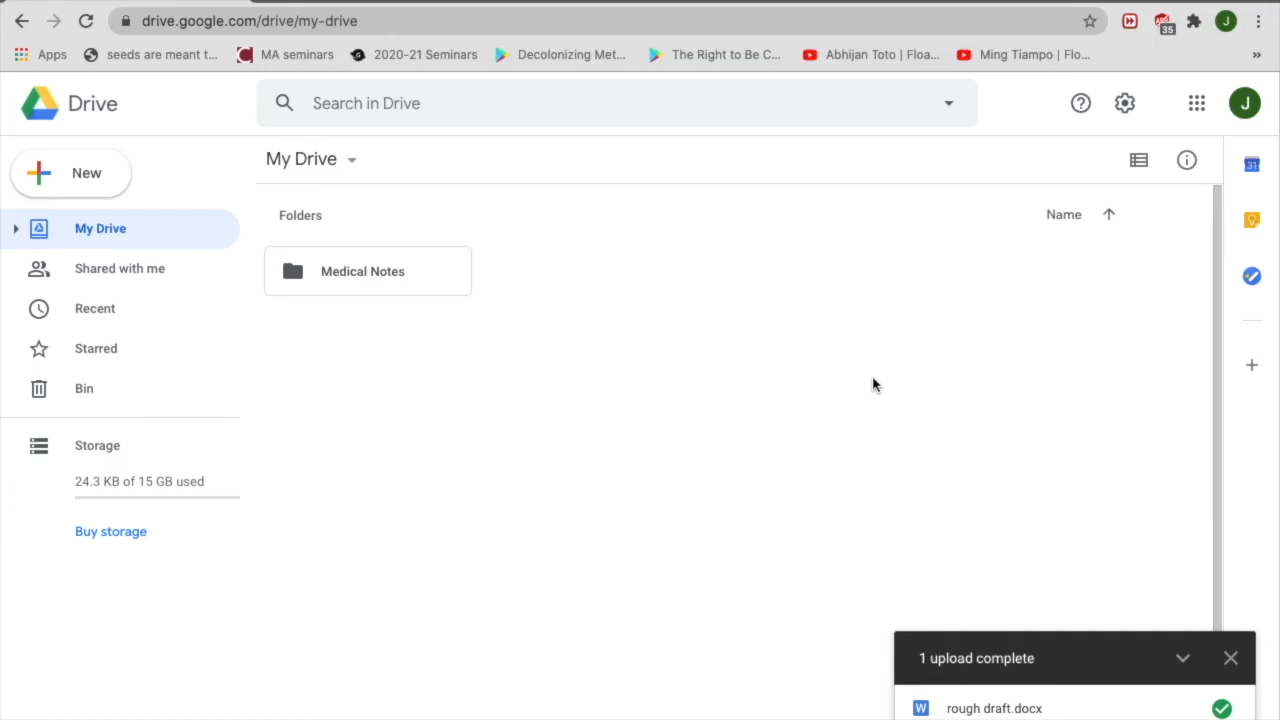 drive.google.com/drive/my-drive
35
J
Apps
seeds are meant t...
MA seminars
2020-21 Seminars
Decolonizing Met...
The Right to Be C...
Abhijan Toto | Floa...
Ming Tiampo | Flo...
»
Drive
Search in Drive
J
New
My Drive
My Drive
Shared with me
Recent
Starred
Bin
Storage
24.3 KB of 15 GB used
Buy storage
Folders
Name
Medical Notes
31
1 upload complete
W
rough draft.docx